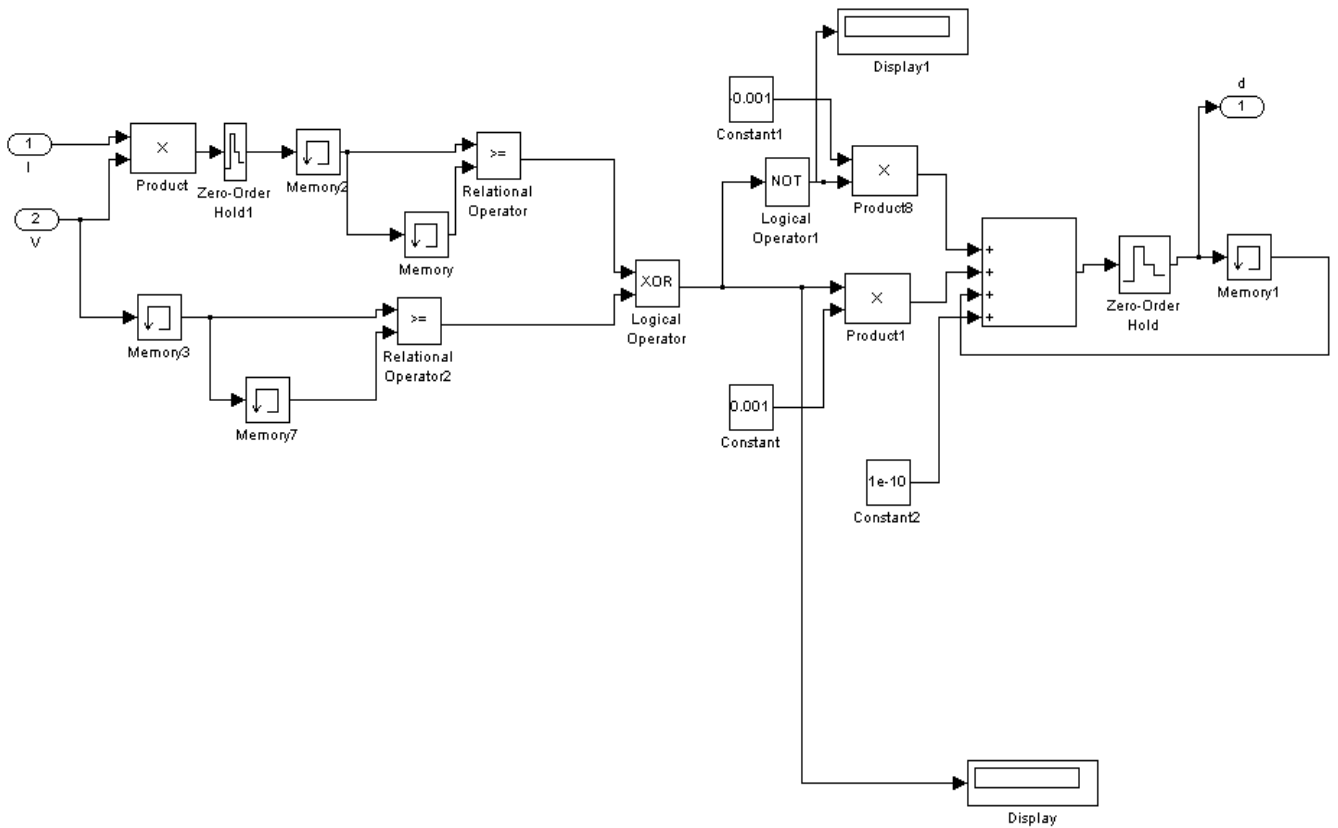 Display1
d
1
-0.001
Constant1
1
I
×
Product
Zero-Order
Hold1
Memory2
>=
Relational
Operator
NOT
Logical
Operator1
×
Product8
2
V
Memory
XOR
Logical
Operator
+
+
+
+
Zero-Order
Hold
Memory1
Memory3
>=
Relational
Operator2
×
Product1
Memory7
0.001
Constant
1e-10
Constant2
Display